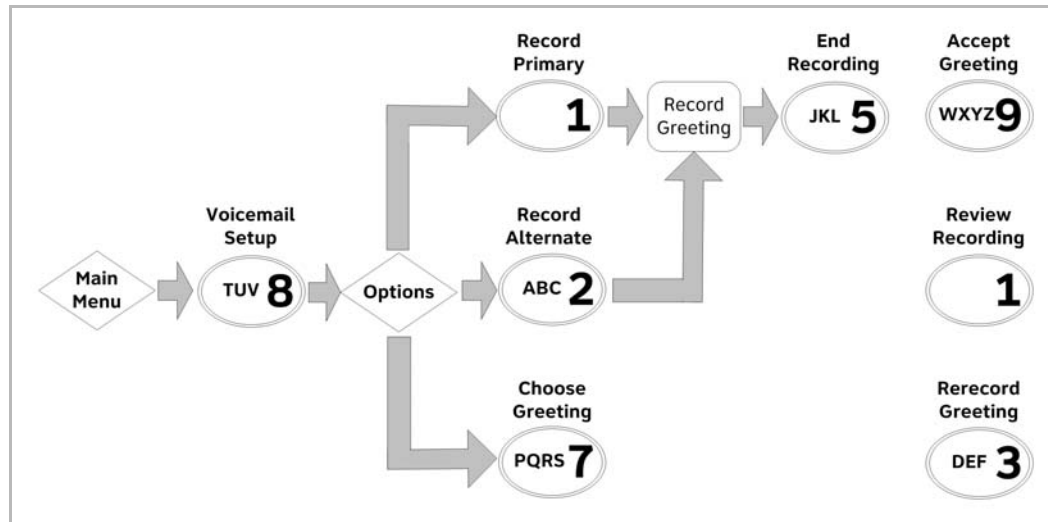 Record
Primary
1
Record
Greeting
End
Recording
JKL 5
Accept
Greeting
WXYZ 9
Main
Menu
Voicemail
Setup
TUV 8
Options
Record
Alternate
ABC 2
Review
Recording
1
Choose
Greeting
PQRS 7
Rerecord
Greeting
DEF 3